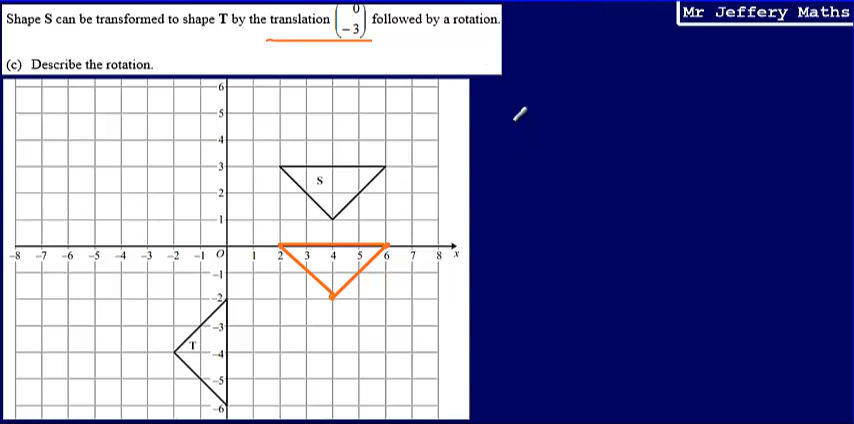 Mr Jeffery Maths
Shape S can be transformed to shape T by the translation (0 −3) followed by a rotation.
(c) Describe the rotation.
6
5
4
3
S
2
1
−8 −7 −6 −5 −4 −3 −2 −1 O 1 2 3 4 5 6 7 8 x
−1
−2
−3
T
−4
−5
−6